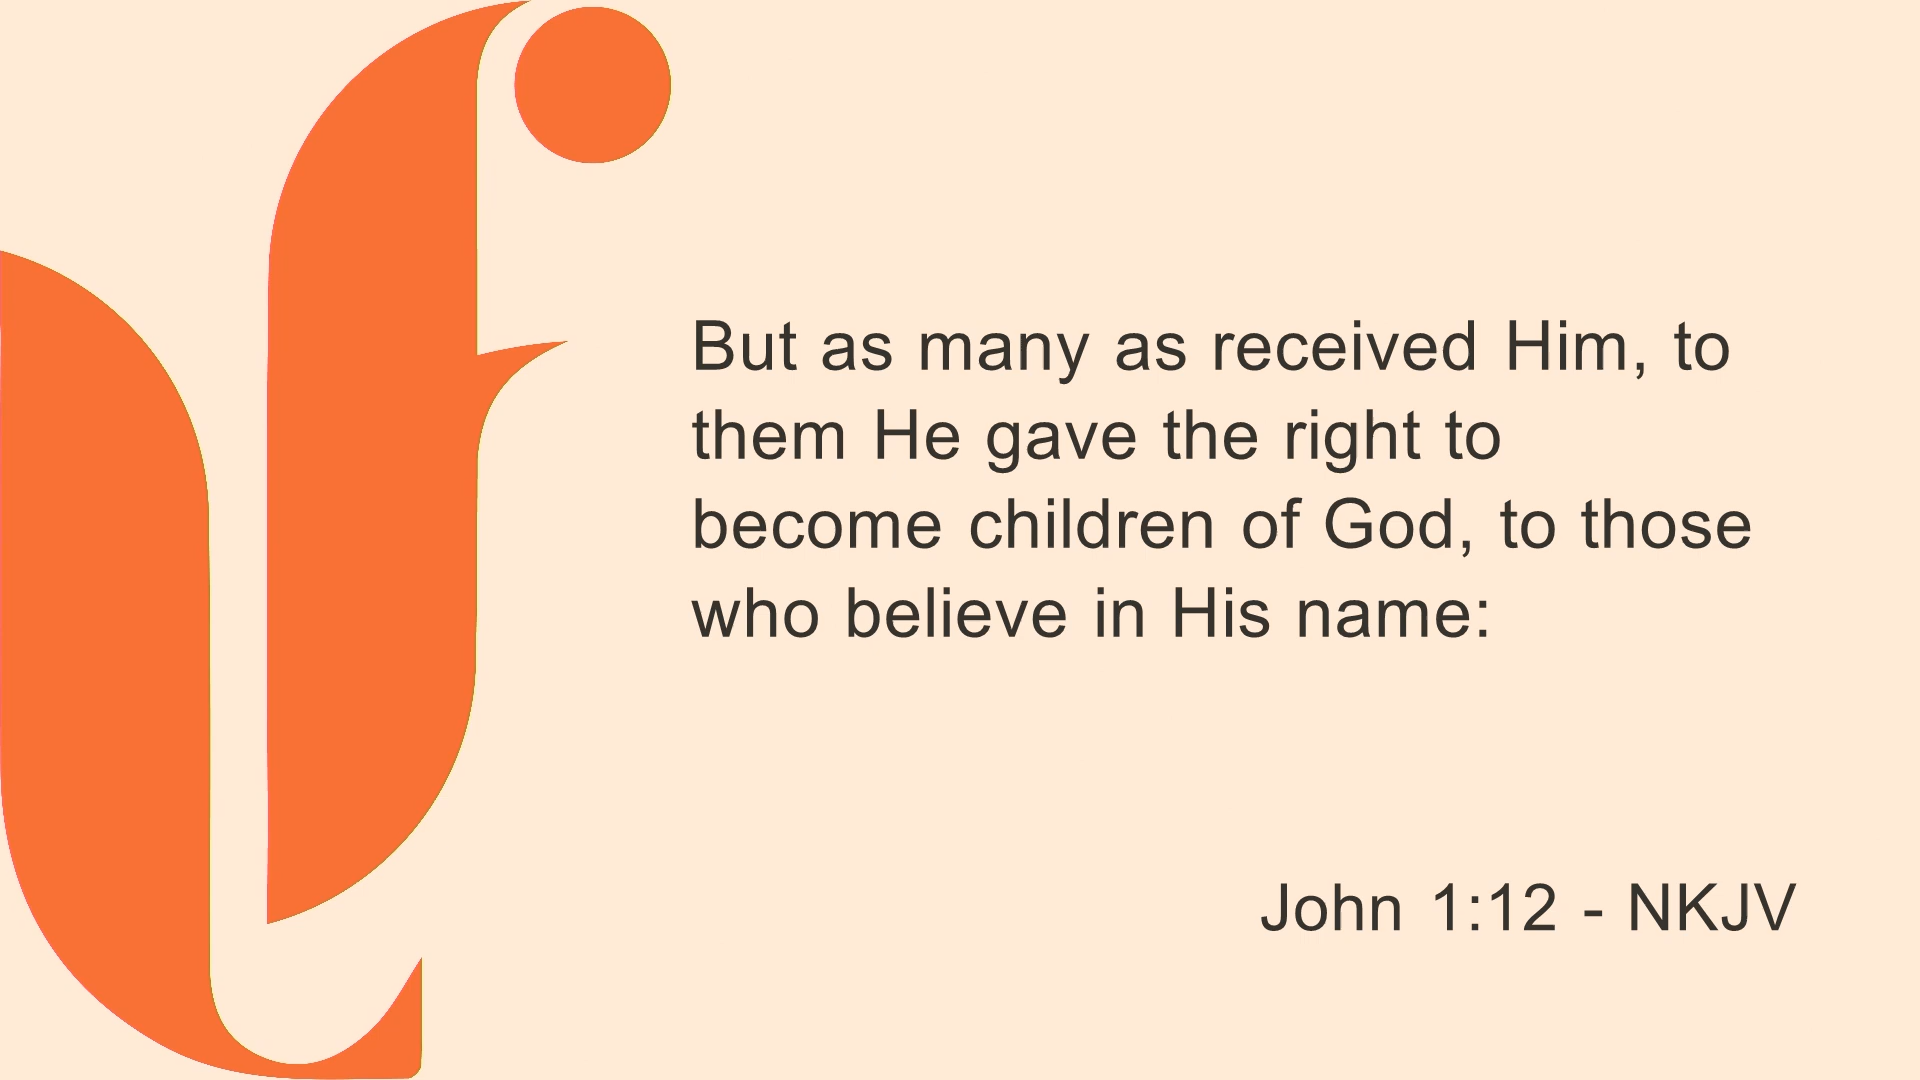 But as many as received Him, to
them He gave the right to
become children of God, to those
who believe in His name:
John 1:12 - NKJV